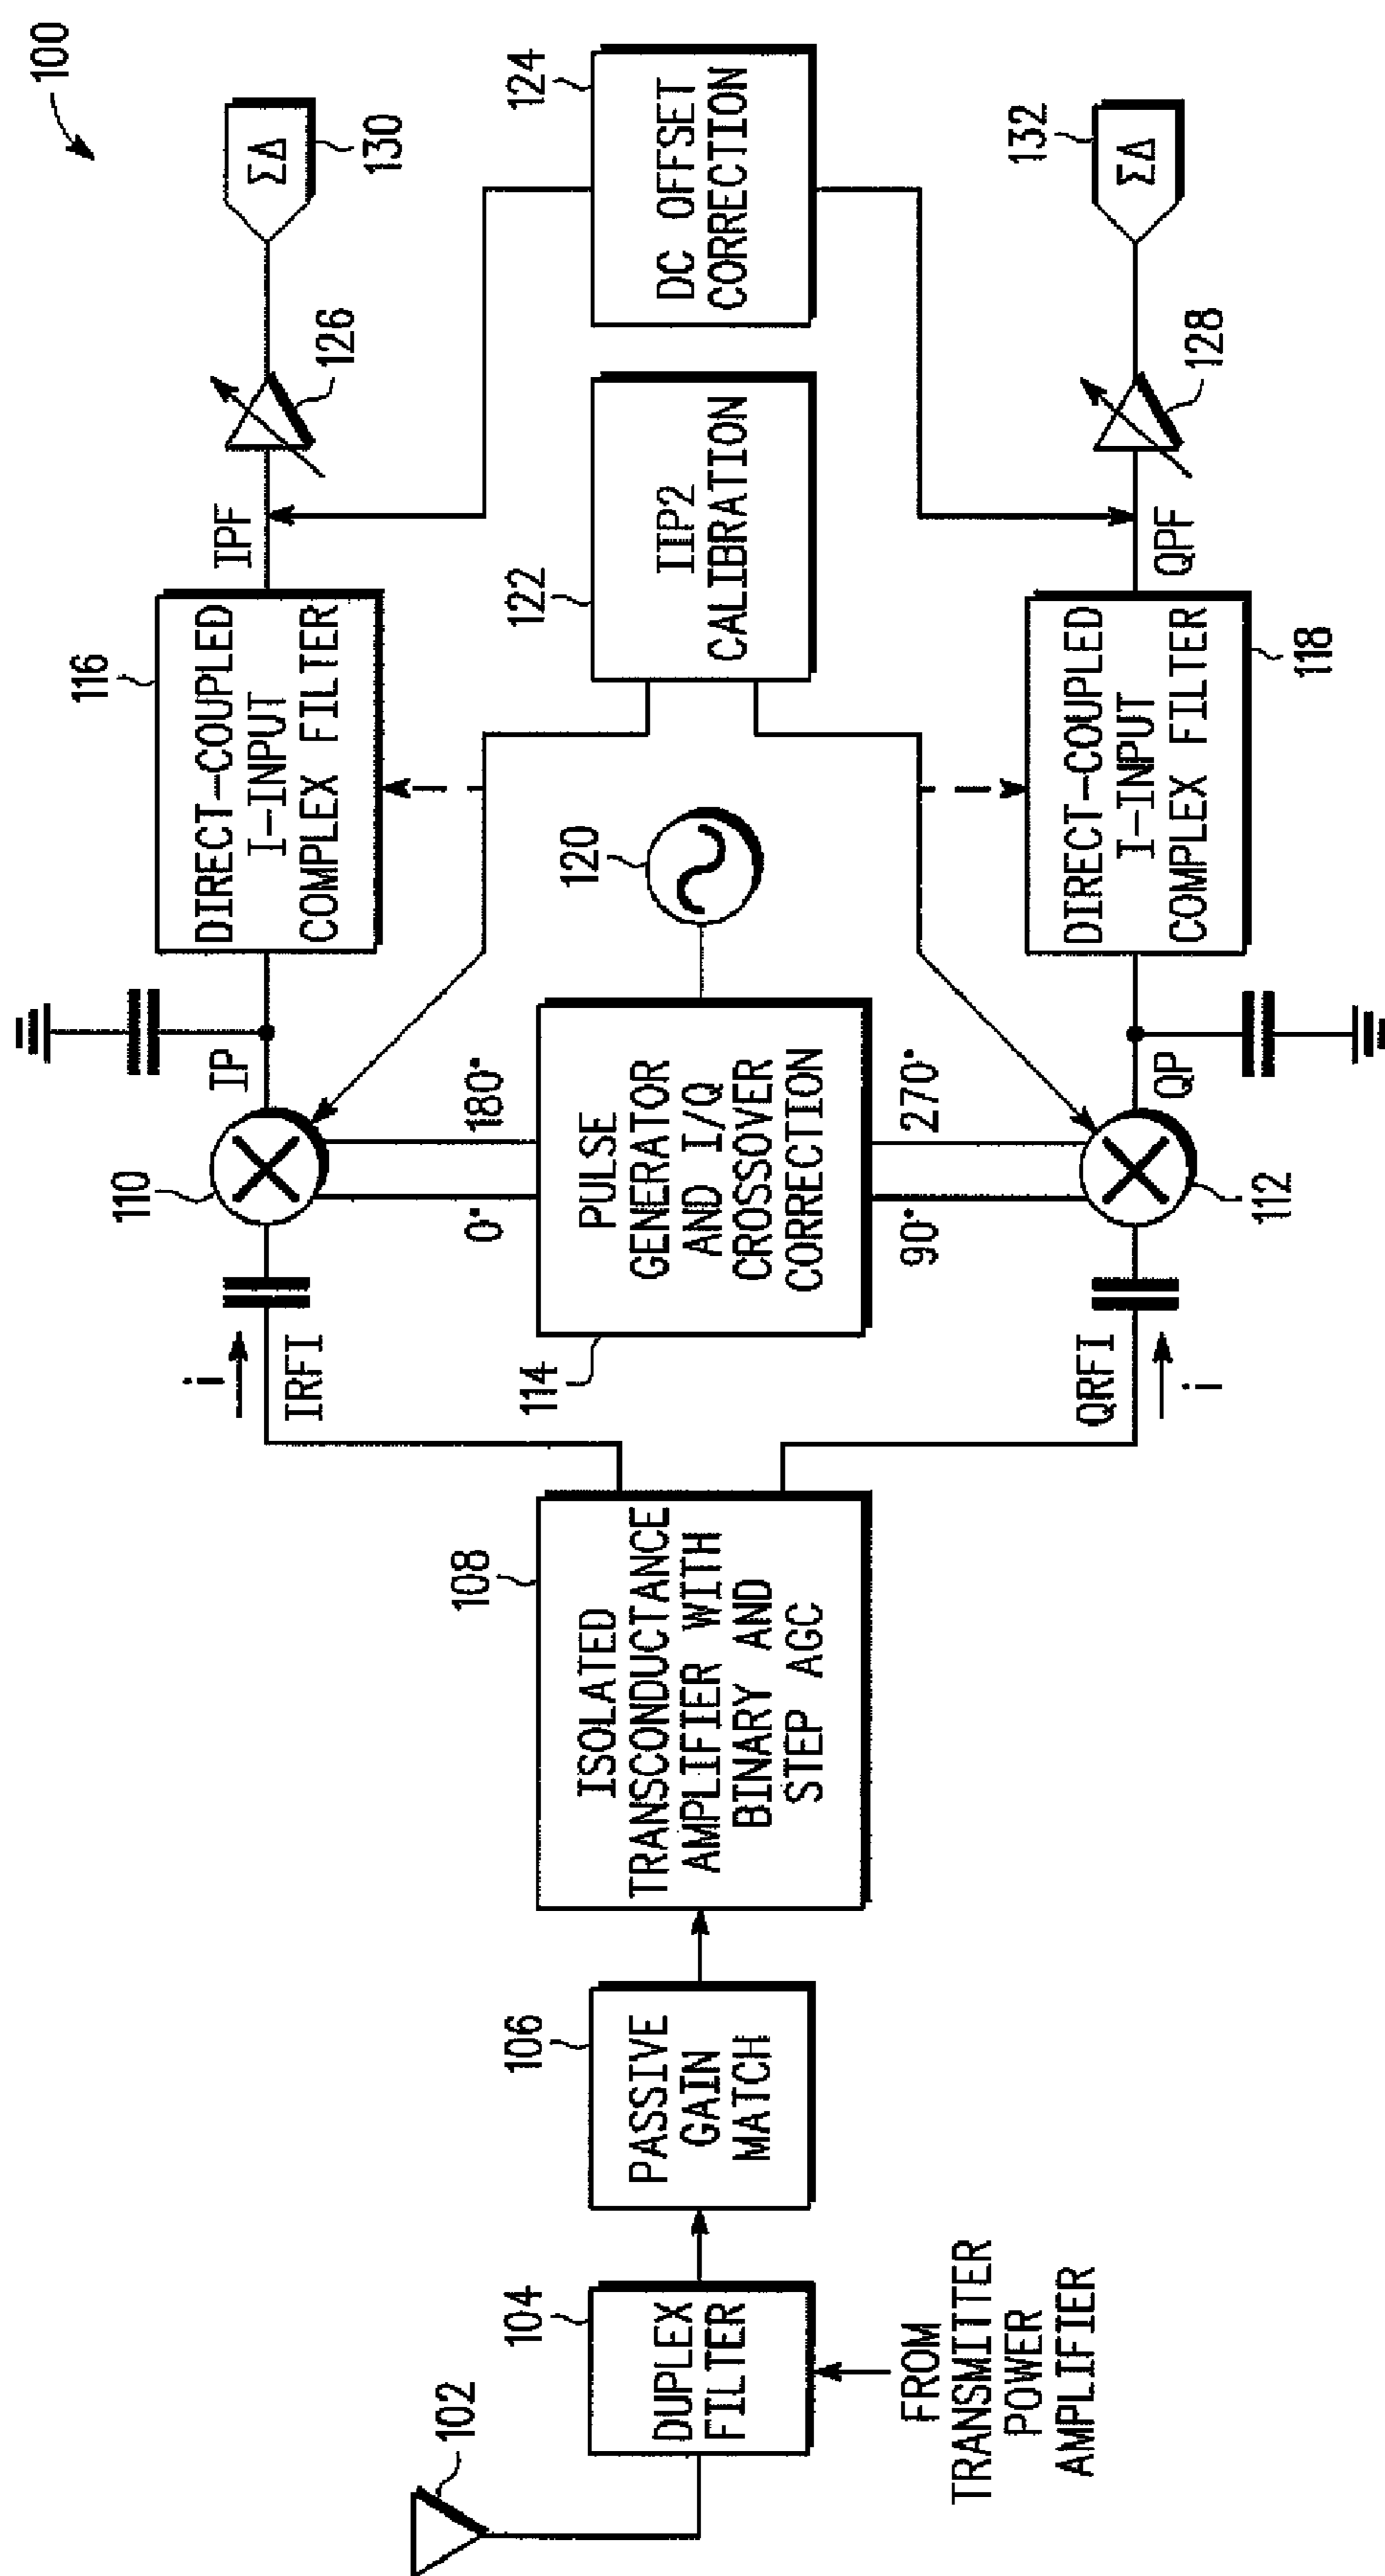 100
102
104
DUPLEX
FILTER
FROM
TRANSMITTER
POWER
AMPLIFIER
106
PASSIVE
GAIN
MATCH
108
ISOLATED
TRANSCONDUCTANCE
AMPLIFIER WITH
BINARY AND
STEP AGC
i
IRFI
QRFI
i
110
IP
0°
180°
114
PULSE
GENERATOR
AND I/Q
CROSSOVER
CORRECTION
90°
270°
112
QP
120
116
DIRECT-COUPLED
I-INPUT
COMPLEX FILTER
IPF
122
IIP2
CALIBRATION
118
DIRECT-COUPLED
I-INPUT
COMPLEX FILTER
QPF
124
DC OFFSET
CORRECTION
126
128
ΣΔ
130
ΣΔ
132